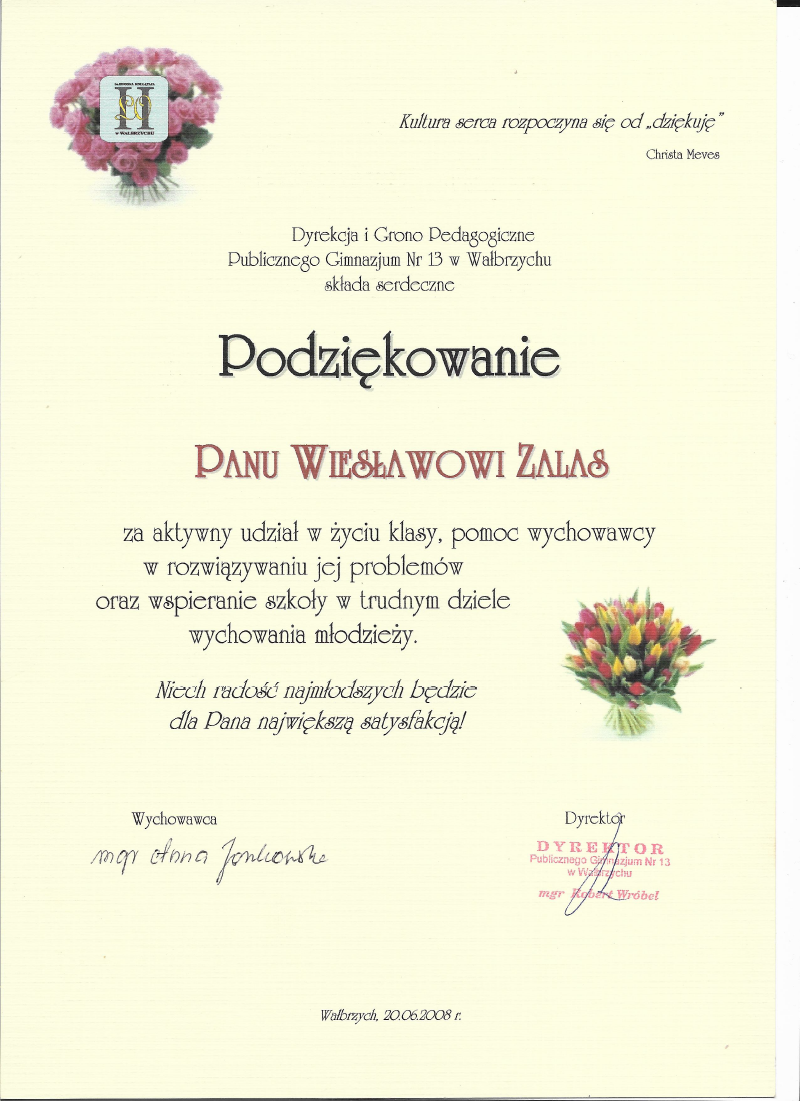 II
LO
w WAŁBRZYCHU
Kultura serca rozpoczyna się od „dziękuję”
Christa Meves
Dyrekcja i Grono Pedagogiczne
Publicznego Gimnazjum Nr 13 w Wałbrzychu
składa serdeczne
Podziękowanie
PANU WIESŁAWOWI ZALAS
za aktywny udział w życiu klasy, pomoc wychowawcy
w rozwiązywaniu jej problemów
oraz wspieranie szkoły w trudnym dziele
wychowania młodzieży.
Niech radość najmłodszych będzie
dla Pana największą satysfakcją!
Wychowawca
mgr Anna Jankowska
Dyrektor
DYREKTOR
Publicznego Gimnazjum Nr 13
w Wałbrzychu
mgr Robert Wróbel
Wałbrzych, 20.06.2008 r.